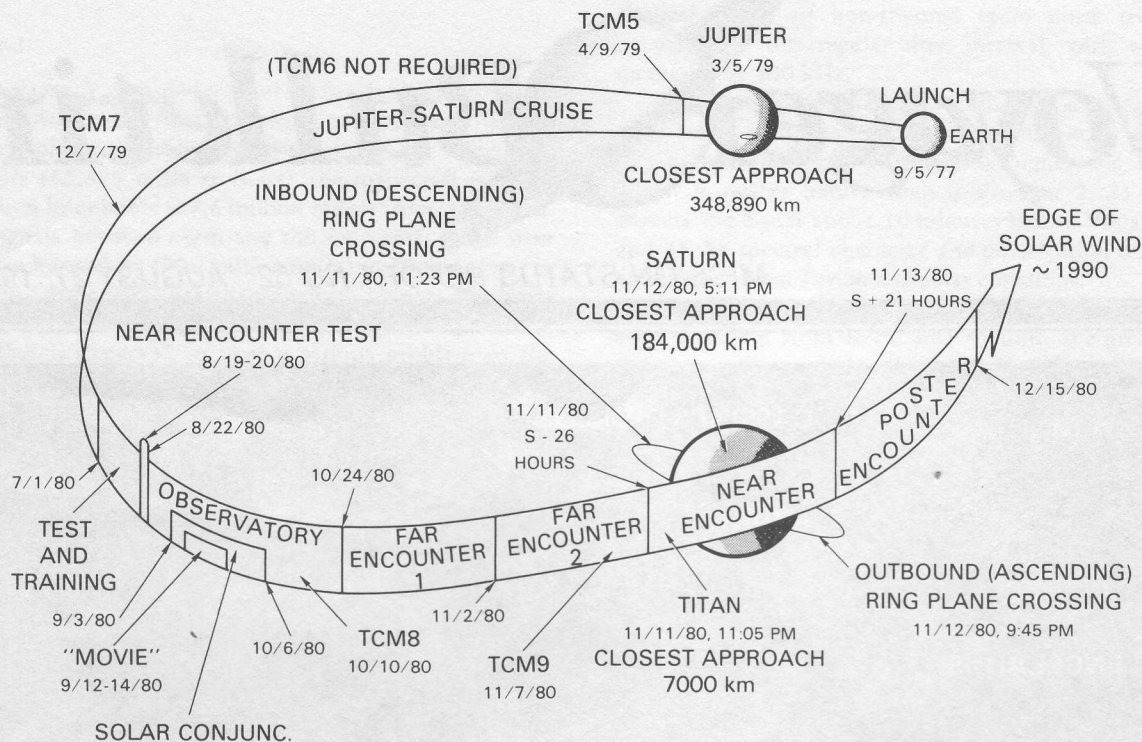 TCM5
4/9/79
JUPITER
3/5/79
(TCM6 NOT REQUIRED)
LAUNCH
EARTH
9/5/77
TCM7
12/7/79
JUPITER-SATURN CRUISE
CLOSEST APPROACH
348,890 km
INBOUND (DESCENDING)
RING PLANE
CROSSING
11/11/80, 11:23 PM
EDGE OF
SOLAR WIND
~ 1990
SATURN
11/12/80, 5:11 PM
CLOSEST APPROACH
184,000 km
11/13/80
S + 21 HOURS
NEAR ENCOUNTER TEST
8/19-20/80
8/22/80
12/15/80
11/11/80
S - 26
HOURS
POST
ENCOUNTER
7/1/80
10/24/80
TEST
AND
TRAINING
OBSERVATORY
FAR
ENCOUNTER
1
FAR
ENCOUNTER
2
NEAR
ENCOUNTER
9/3/80
"MOVIE"
9/12-14/80
SOLAR CONJUNC.
10/6/80
TCM8
10/10/80
11/2/80
TCM9
11/7/80
TITAN
11/11/80, 11:05 PM
CLOSEST APPROACH
7000 km
OUTBOUND (ASCENDING)
RING PLANE CROSSING
11/12/80, 9:45 PM